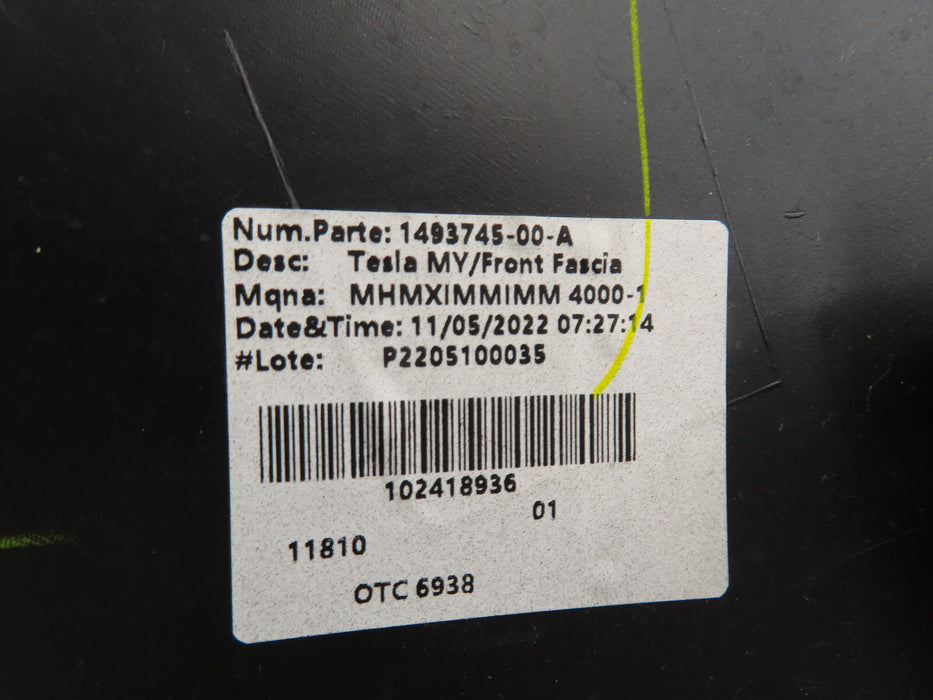 Num.Parte: 1493745-00-A
Desc: Tesla MY/Front Fascia
Mqna: MHMXIMMIMM 4000-1
Date&Time: 11/05/2022 07:27:14
#Lote: P2205100035
102418936
01
11810
OTC 6938